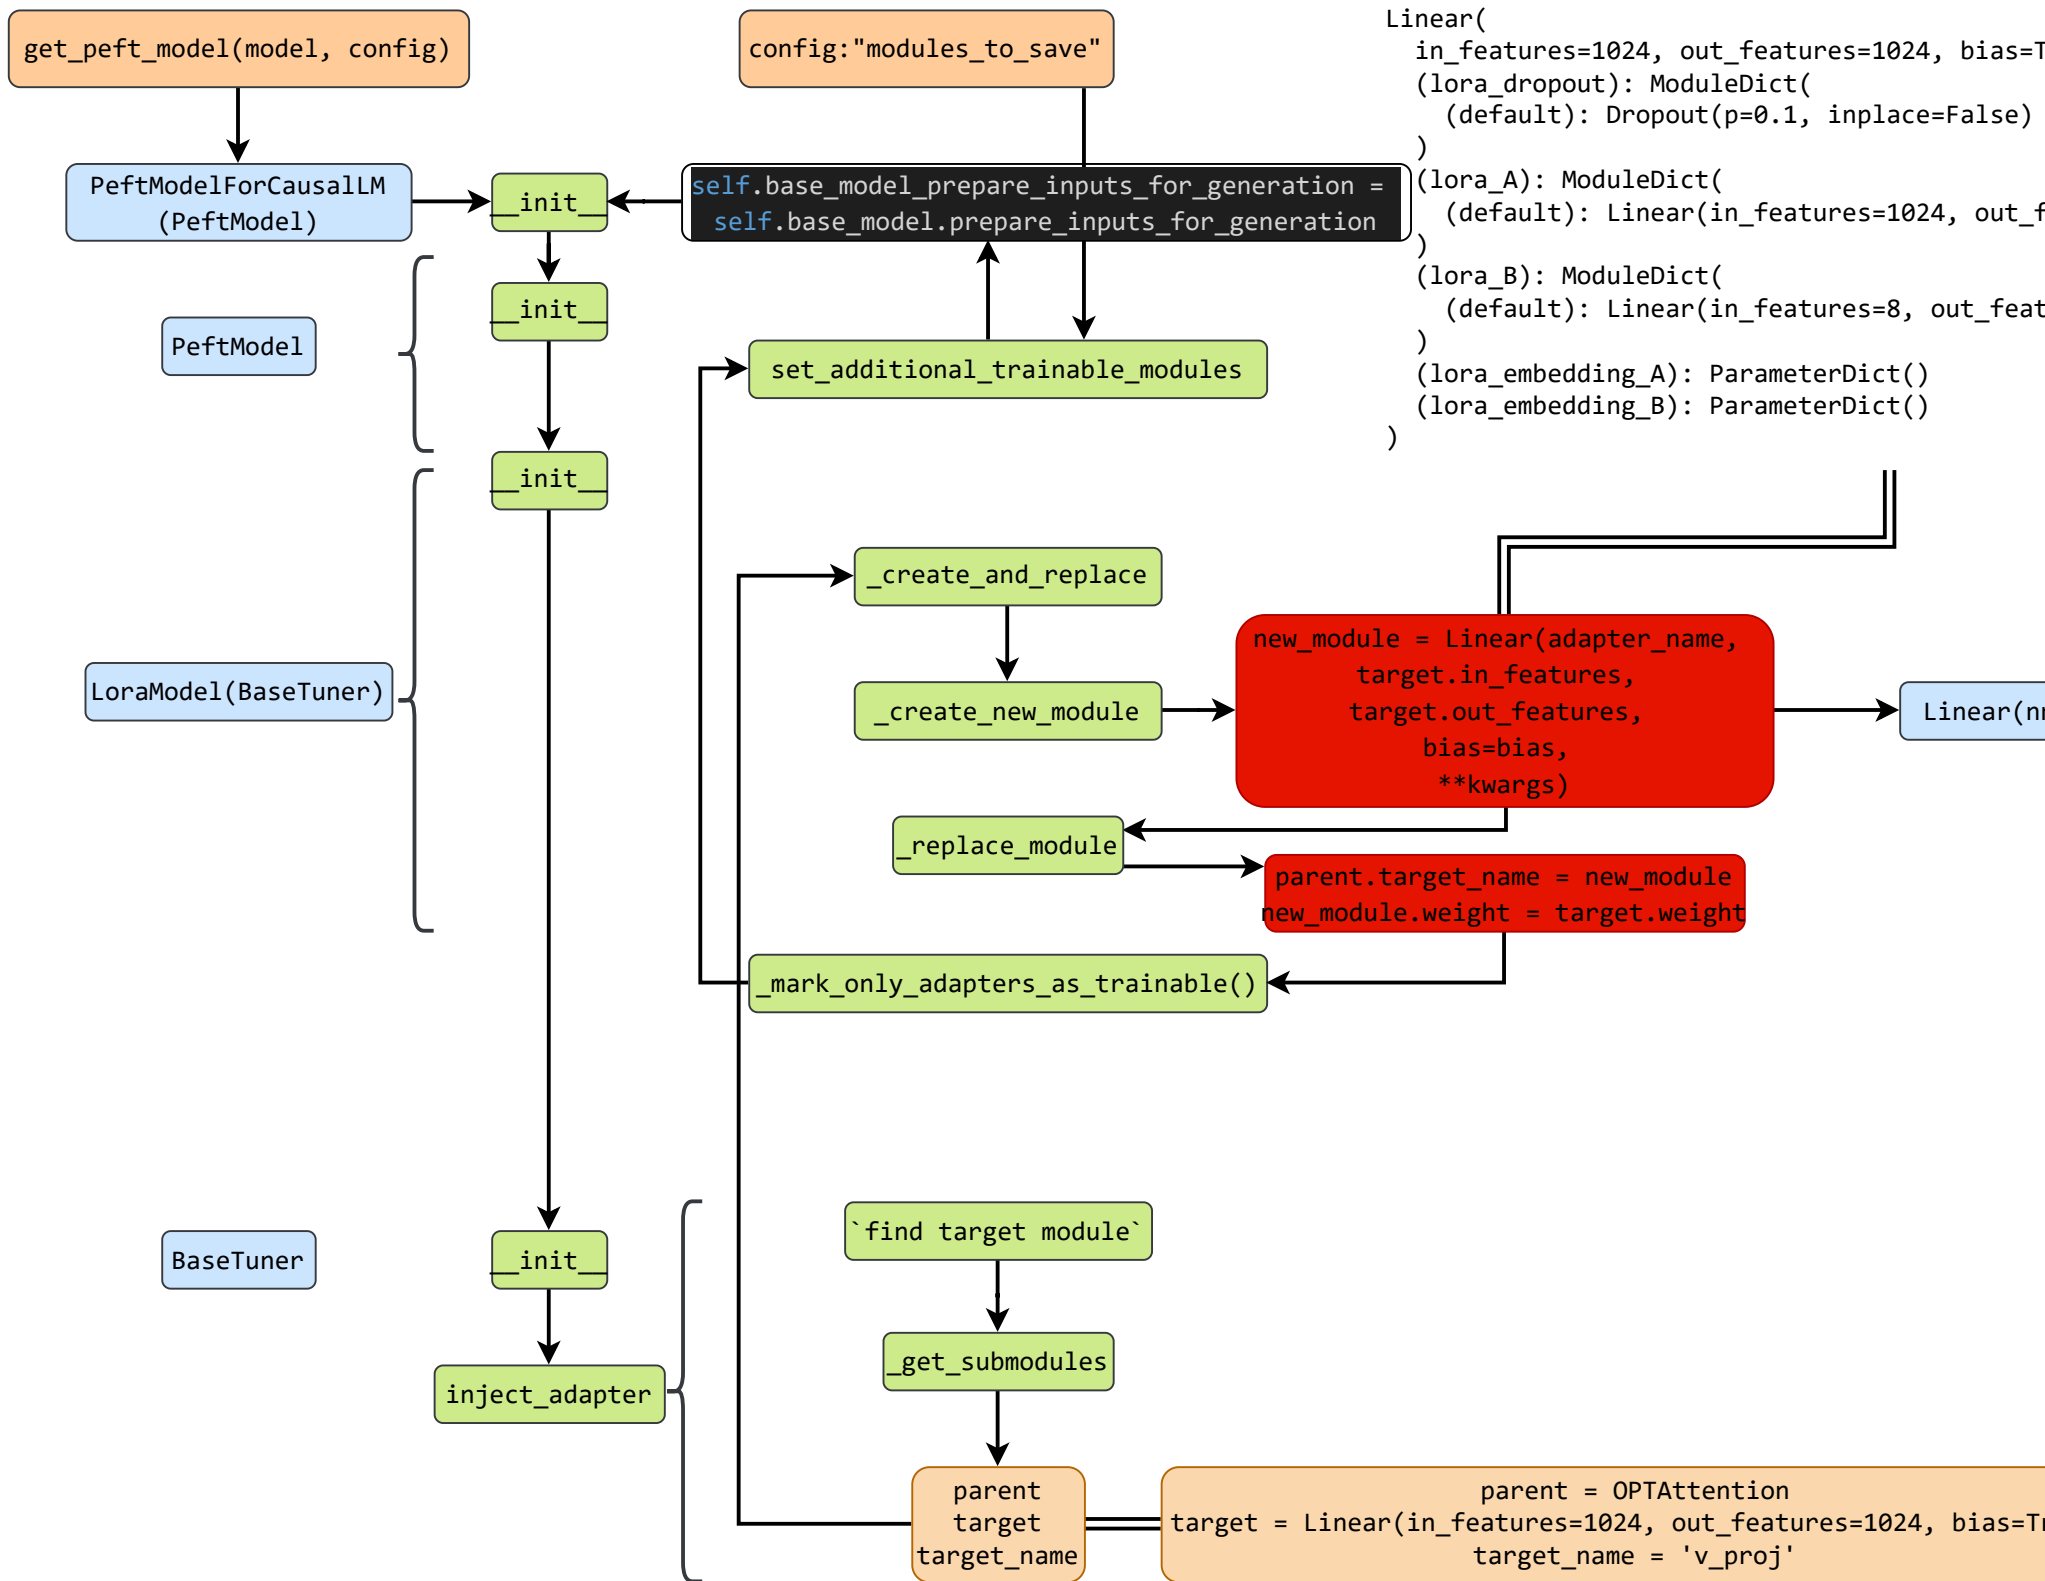 get_peft_model(model, config)
config:"modules_to_save"
Linear(
in_features=1024, out_features=1024, bias=T
(lora_dropout): ModuleDict(
(default): Dropout(p=0.1, inplace=False)
)
(lora_A): ModuleDict(
(default): Linear(in_features=1024, out_f
)
(lora_B): ModuleDict(
(default): Linear(in_features=8, out_feat
)
(lora_embedding_A): ParameterDict()
(lora_embedding_B): ParameterDict()
)
PeftModelForCausalLM
(PeftModel)
__init__
self.base_model_prepare_inputs_for_generation =
self.base_model.prepare_inputs_for_generation
PeftModel
__init__
set_additional_trainable_modules
__init__
LoraModel(BaseTuner)
_create_and_replace
_create_new_module
new_module = Linear(adapter_name,
target.in_features,
target.out_features,
bias=bias,
**kwargs)
Linear(nn
_replace_module
parent.target_name = new_module
new_module.weight = target.weight
_mark_only_adapters_as_trainable()
BaseTuner
__init__
inject_adapter
`find target module`
_get_submodules
parent
target
target_name
parent = OPTAttention
target = Linear(in_features=1024, out_features=1024, bias=Tr
target_name = 'v_proj'